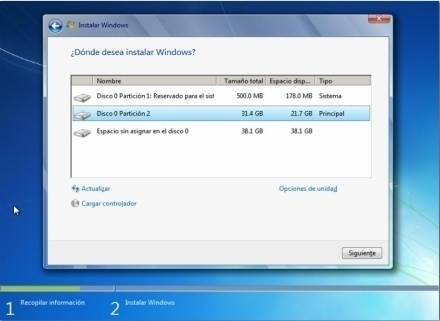 Instalar Windows
¿Dónde desea instalar Windows?
Nombre Tamaño total Espacio disp... Tipo
Disco 0 Partición 1: Reservado para el sist 500.0 MB 178.0 MB Sistema
Disco 0 Partición 2 31.4 GB 21.7 GB Principal
Espacio sin asignar en el disco 0 38.1 GB 38.1 GB
Actualizar Opciones de unidad
Cargar controlador
Siguiente
1 Recopilar información 2 Instalar Windows